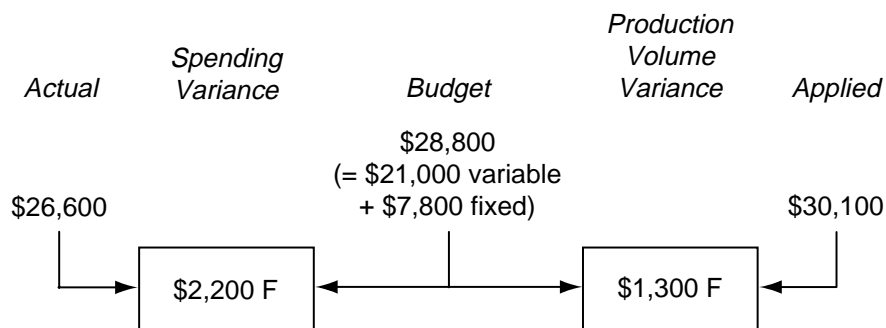 Actual
Spending
Variance
Budget
Production
Volume
Variance
Applied
$26,600
$28,800
(= $21,000 variable
+ $7,800 fixed)
$30,100
$2,200 F
$1,300 F